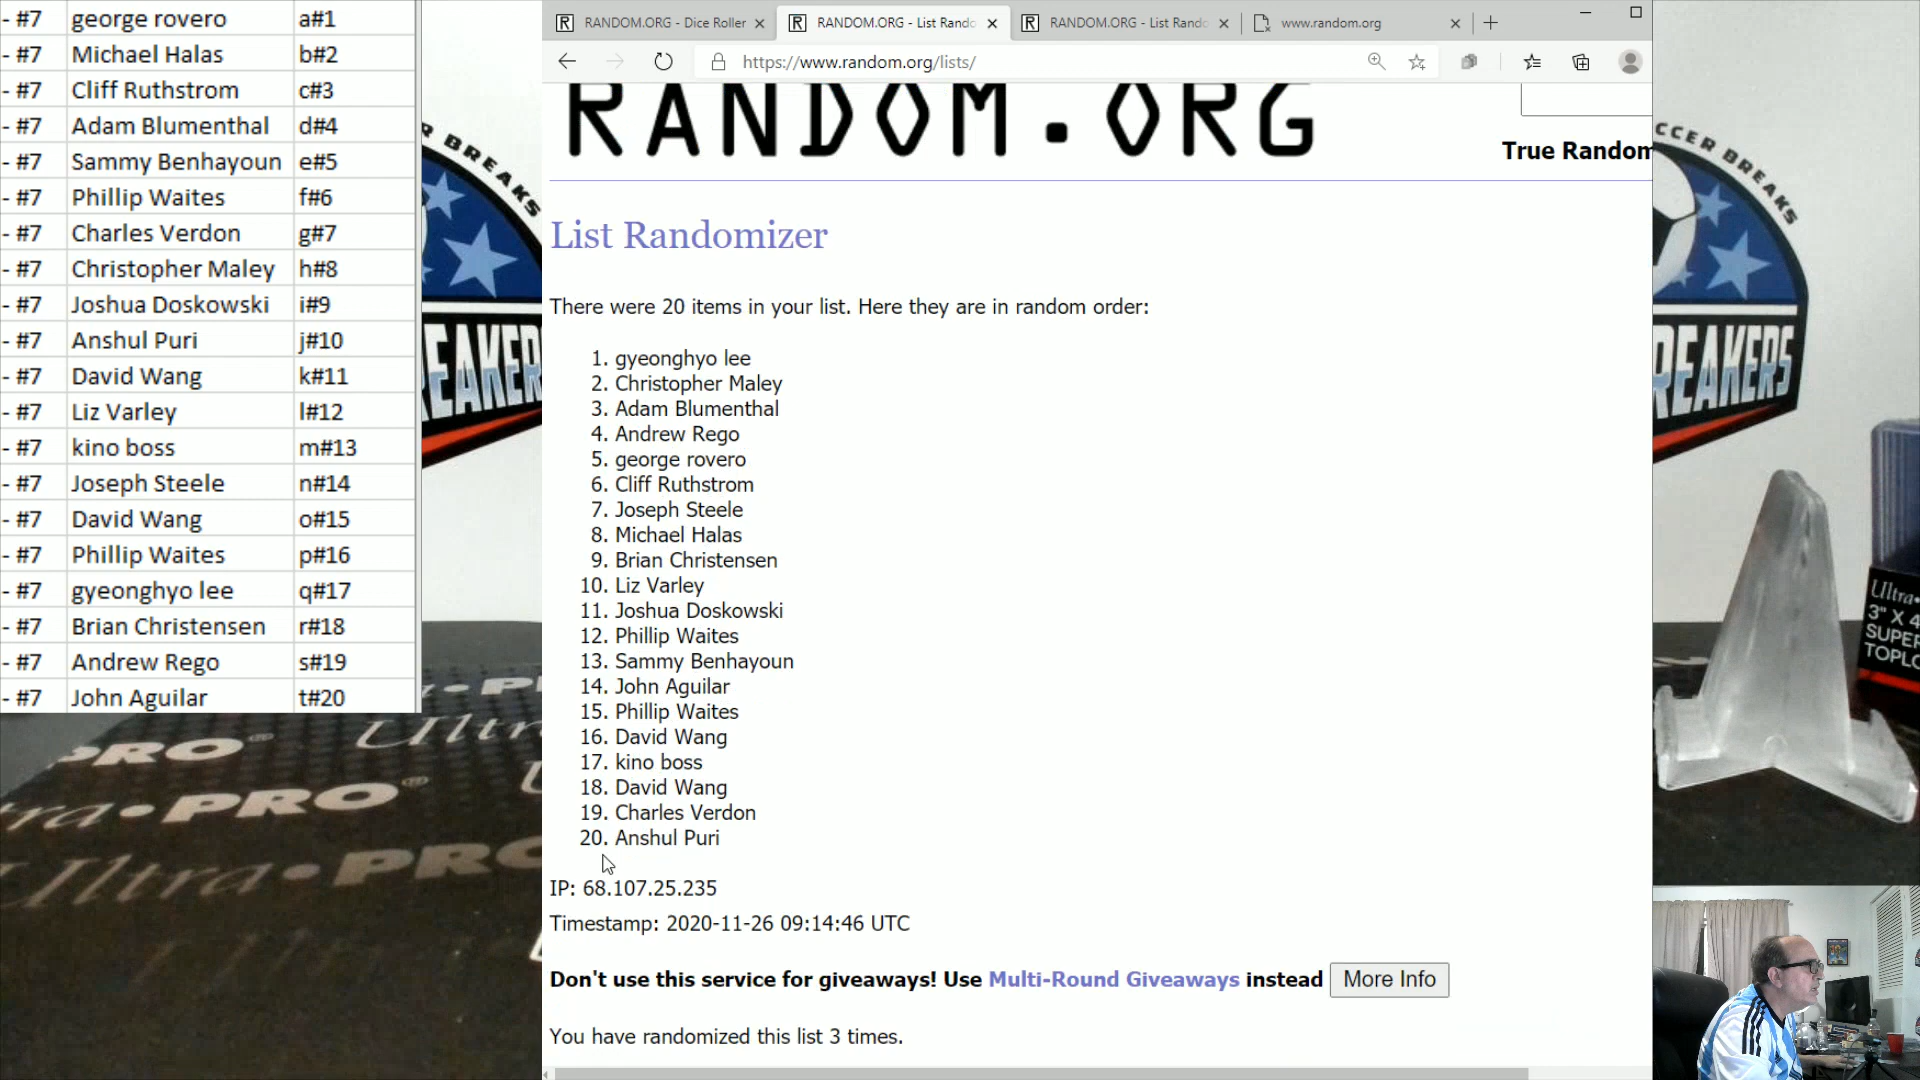 - #7 george rovero a#1
- #7 Michael Halas b#2
- #7 Cliff Ruthstrom c#3
- #7 Adam Blumenthal d#4
- #7 Sammy Benhayoun e#5
- #7 Phillip Waites f#6
- #7 Charles Verdon g#7
- #7 Christopher Maley h#8
- #7 Joshua Doskowski i#9
- #7 Anshul Puri j#10
- #7 David Wang k#11
- #7 Liz Varley l#12
- #7 kino boss m#13
- #7 Joseph Steele n#14
- #7 David Wang o#15
- #7 Phillip Waites p#16
- #7 gyeonghyo lee q#17
- #7 Brian Christensen r#18
- #7 Andrew Rego s#19
- #7 John Aguilar t#20
RANDOM.ORG - Dice Roller
RANDOM.ORG - List Rando
RANDOM.ORG - List Rando
www.random.org
https://www.random.org/lists/
RANDOM.ORG
True Random
List Randomizer
There were 20 items in your list. Here they are in random order:
1. gyeonghyo lee
2. Christopher Maley
3. Adam Blumenthal
4. Andrew Rego
5. george rovero
6. Cliff Ruthstrom
7. Joseph Steele
8. Michael Halas
9. Brian Christensen
10. Liz Varley
11. Joshua Doskowski
12. Phillip Waites
13. Sammy Benhayoun
14. John Aguilar
15. Phillip Waites
16. David Wang
17. kino boss
18. David Wang
19. Charles Verdon
20. Anshul Puri
IP: 68.107.25.235
Timestamp: 2020-11-26 09:14:46 UTC
Don't use this service for giveaways! Use Multi-Round Giveaways instead
More Info
You have randomized this list 3 times.
R BREAKS
EAKER
CCER BREAKS
REAKERS
Ultra
3" X 4
SUPER
TOPLO
PRO
Ultr
tra•PRO
Ultra•PRO